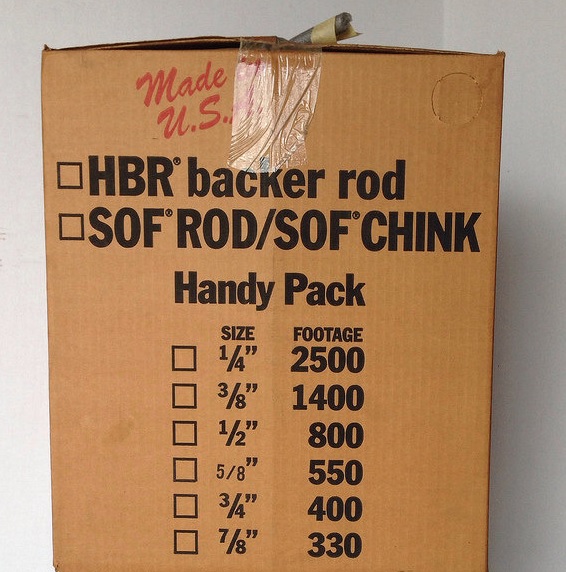 Made
U.S.
HBR® backer rod
SOF® ROD/SOF® CHINK
Handy Pack
SIZE FOOTAGE
1/4" 2500
3/8" 1400
1/2" 800
5/8" 550
3/4" 400
7/8" 330